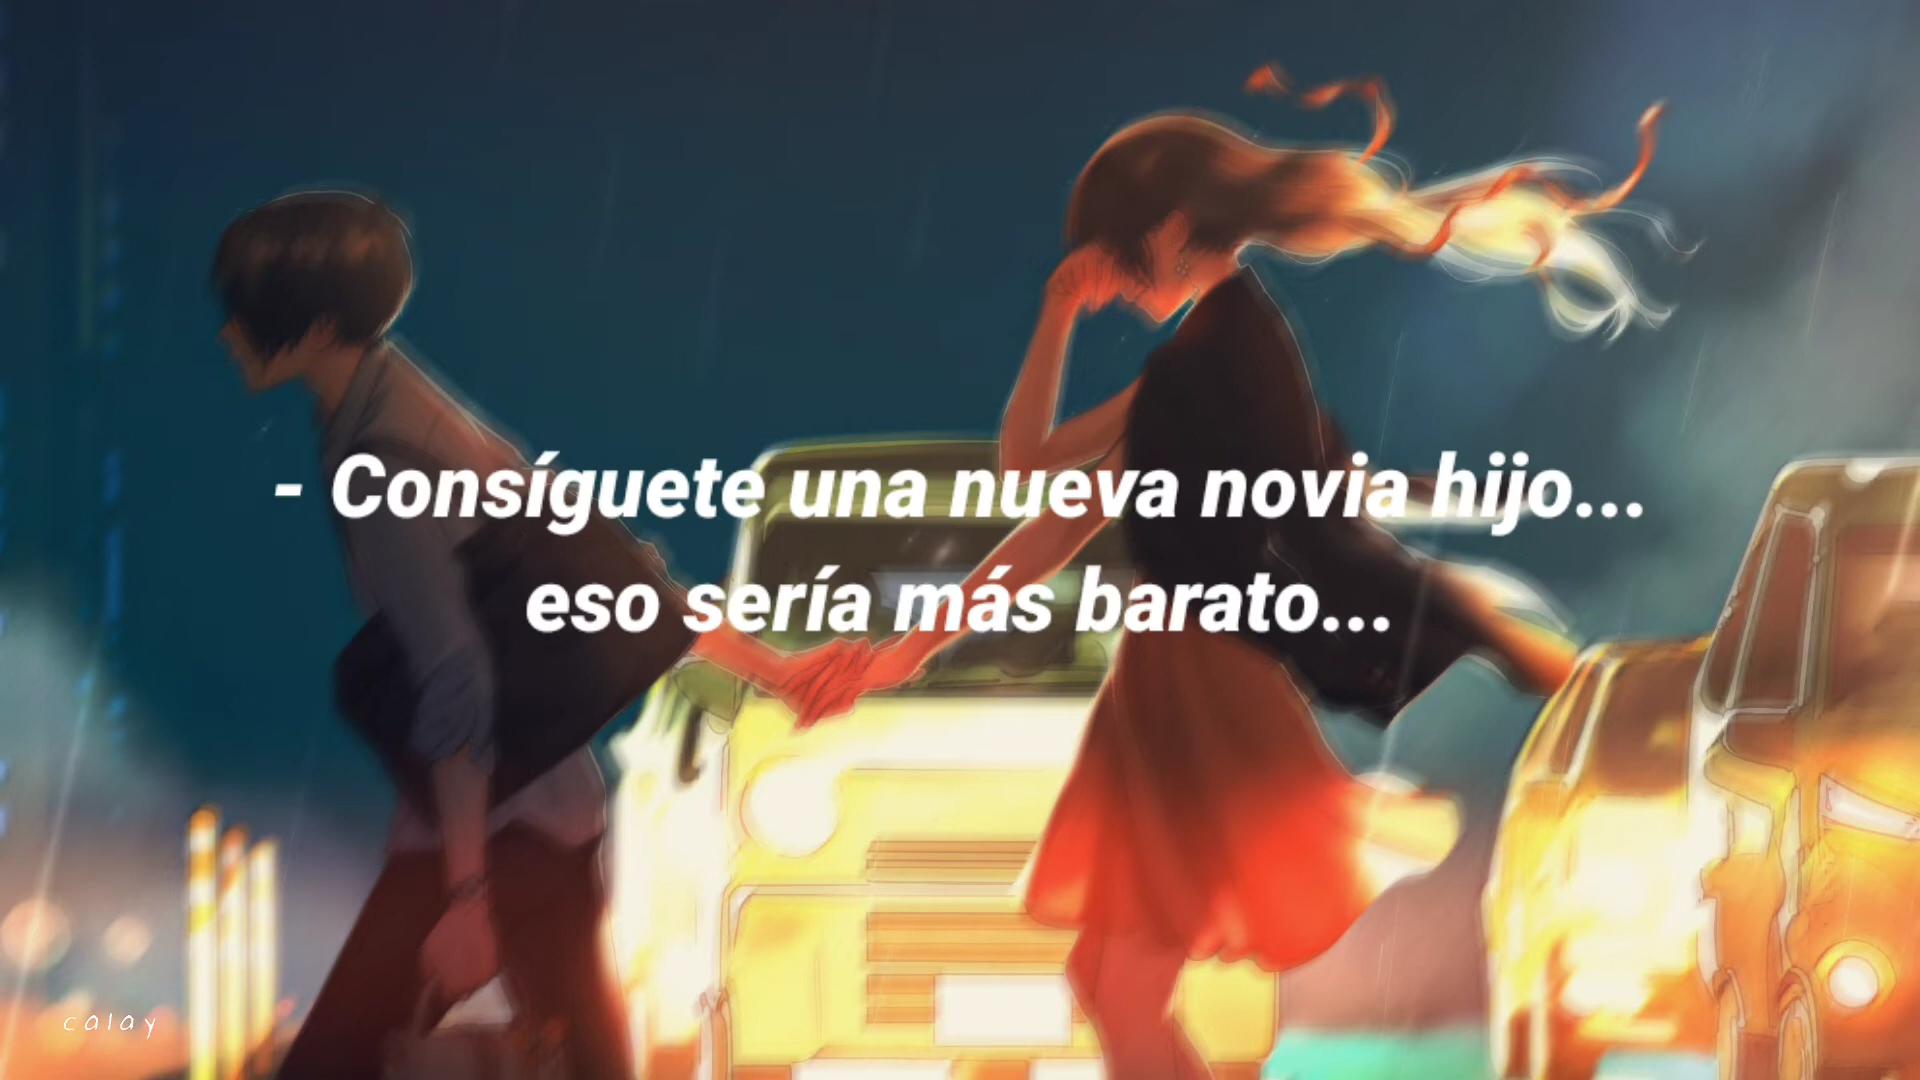 - Consíguete una nueva novia hijo...
eso sería más barato...
calay